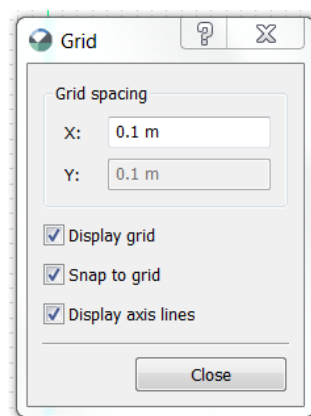 Grid
Grid spacing
X: 0.1 m
Y: 0.1 m
Display grid
Snap to grid
Display axis lines
Close